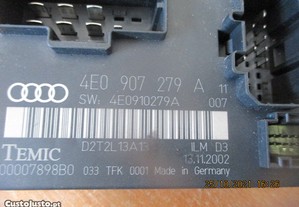 4E0 907 279 A 11
SW: 4E0910279A 007
D2T2L13A13 ILM D3
TEMIC 13.11.2002
00007898B0 033 TFK 0001 Made in Germany
CustoJusto.pt